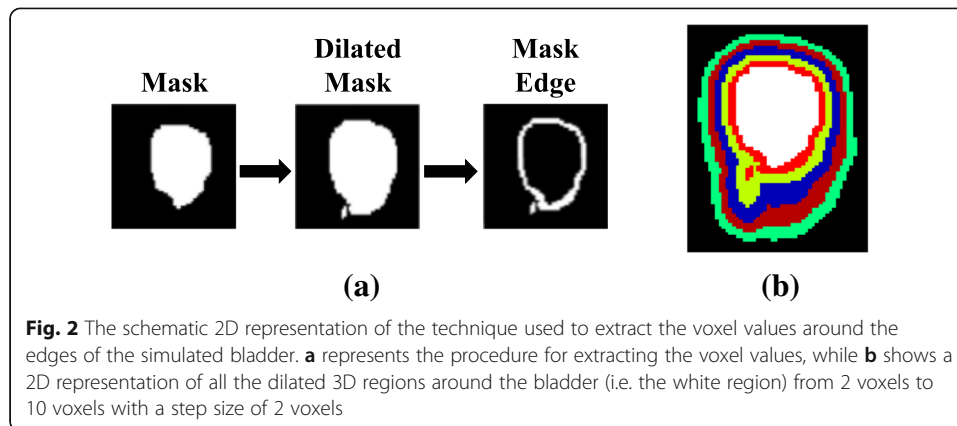 Mask
Dilated
Mask
Mask
Edge
(a)
(b)
Fig. 2 The schematic 2D representation of the technique used to extract the voxel values around the
edges of the simulated bladder. a represents the procedure for extracting the voxel values, while b shows a
2D representation of all the dilated 3D regions around the bladder (i.e. the white region) from 2 voxels to
10 voxels with a step size of 2 voxels